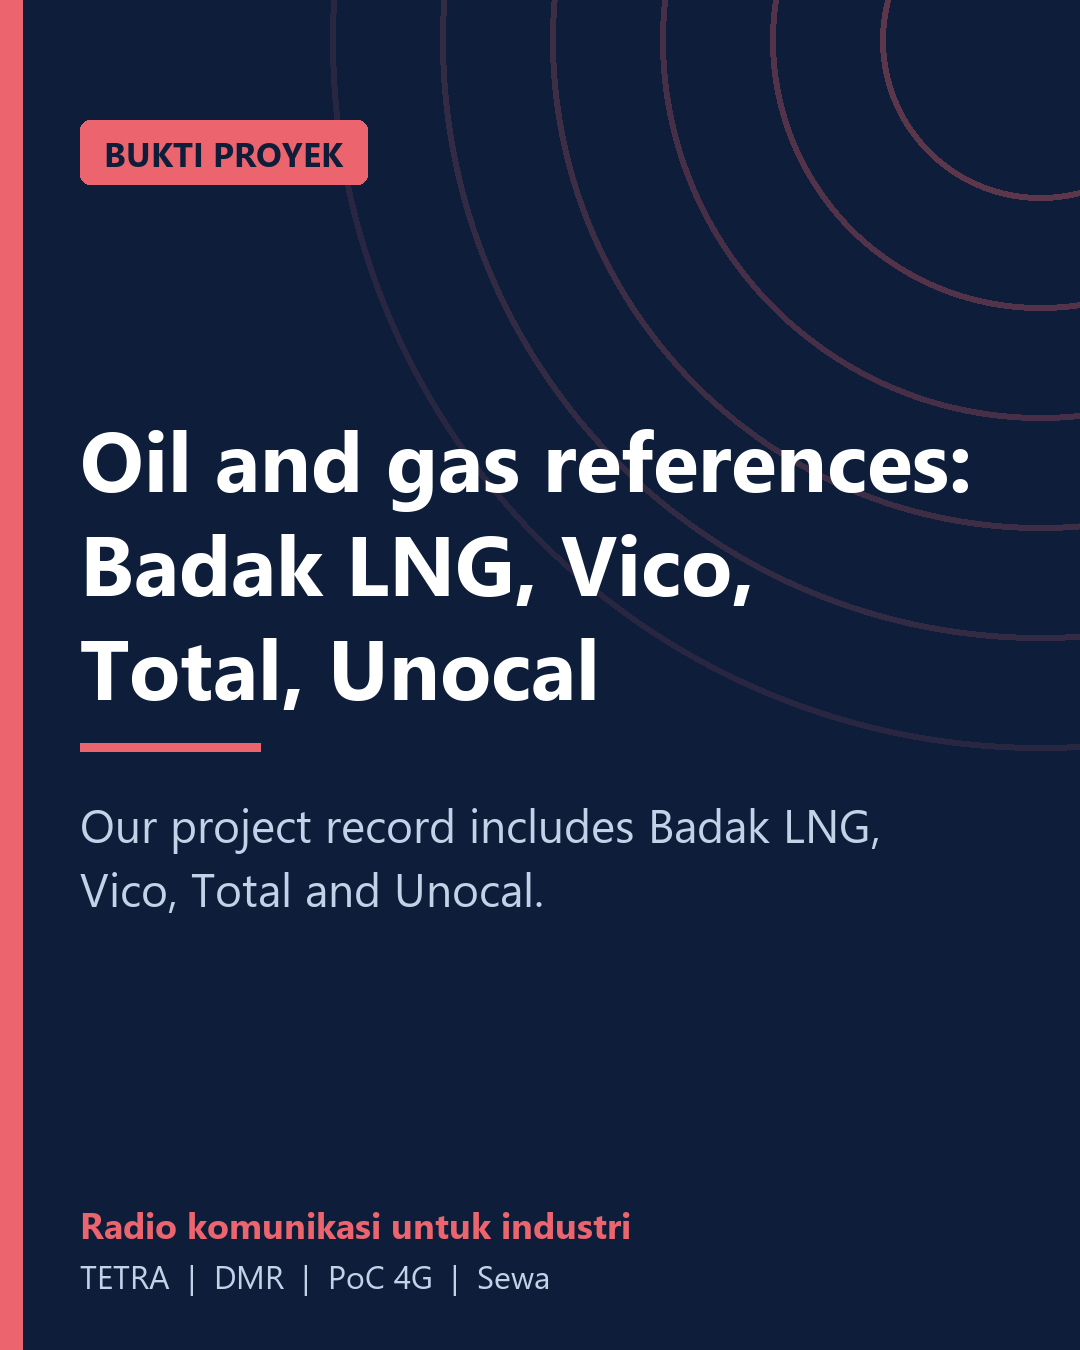 BUKTI PROYEK
Oil and gas references:
Badak LNG, Vico,
Total, Unocal
Our project record includes Badak LNG,
Vico, Total and Unocal.
Radio komunikasi untuk industri
TETRA | DMR | PoC 4G | Sewa